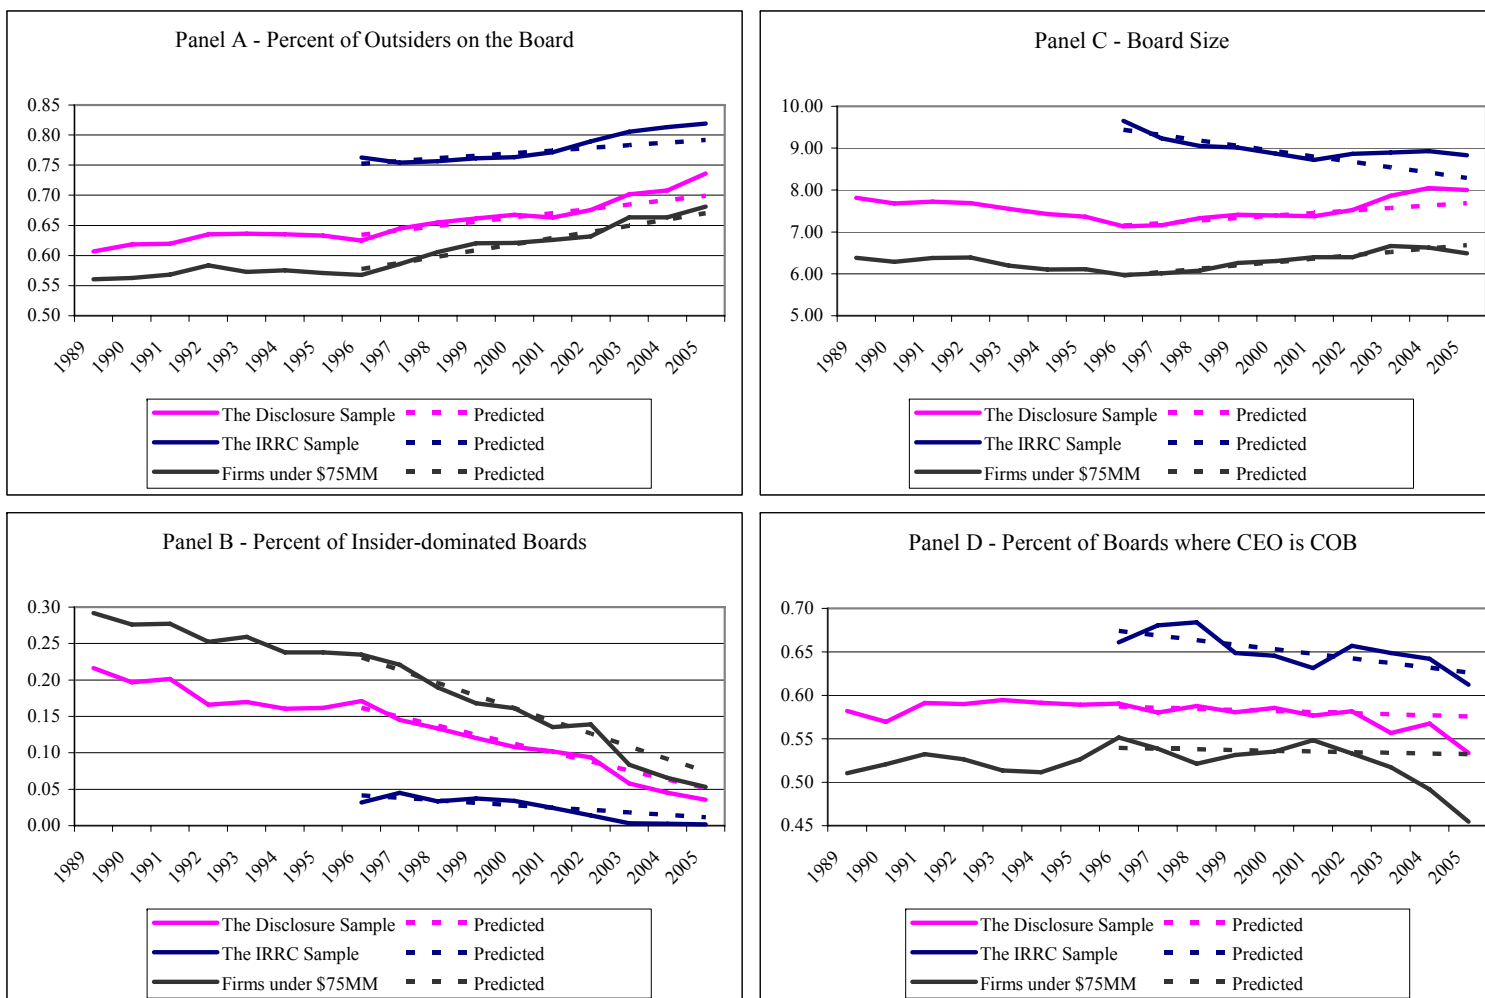 Panel A - Percent of Outsiders on the Board
0.85
0.80
0.75
0.70
0.65
0.60
0.55
0.50
1989 1990 1991 1992 1993 1994 1995 1996 1997 1998 1999 2000 2001 2002 2003 2004 2005
The Disclosure Sample Predicted
The IRRC Sample Predicted
Firms under $75MM Predicted
Panel C - Board Size
10.00
9.00
8.00
7.00
6.00
5.00
1989 1990 1991 1992 1993 1994 1995 1996 1997 1998 1999 2000 2001 2002 2003 2004 2005
The Disclosure Sample Predicted
The IRRC Sample Predicted
Firms under $75MM Predicted
Panel B - Percent of Insider-dominated Boards
0.30
0.25
0.20
0.15
0.10
0.05
0.00
1989 1990 1991 1992 1993 1994 1995 1996 1997 1998 1999 2000 2001 2002 2003 2004 2005
The Disclosure Sample Predicted
The IRRC Sample Predicted
Firms under $75MM Predicted
Panel D - Percent of Boards where CEO is COB
0.70
0.65
0.60
0.55
0.50
0.45
1989 1990 1991 1992 1993 1994 1995 1996 1997 1998 1999 2000 2001 2002 2003 2004 2005
The Disclosure Sample Predicted
The IRRC Sample Predicted
Firms under $75MM Predicted